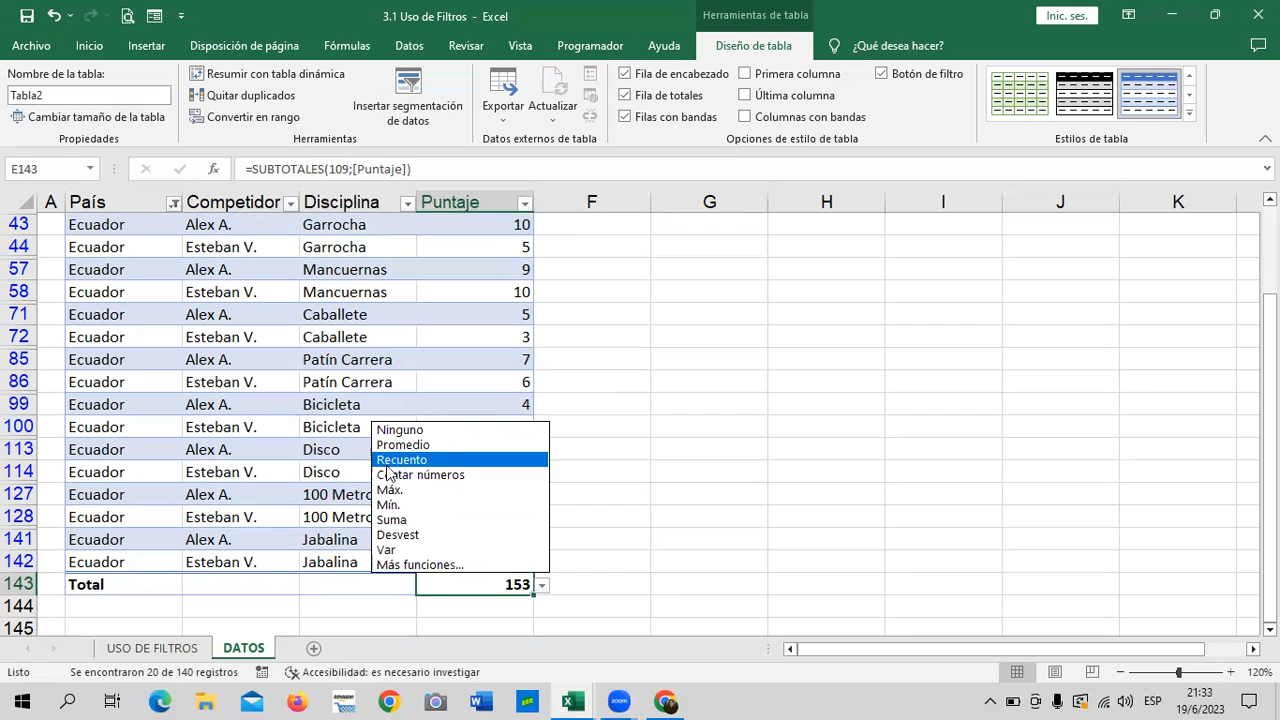 3.1 Uso de Filtros - Excel
Herramientas de tabla
Inic. ses.
Archivo Inicio Insertar Disposición de página Fórmulas Datos Revisar Vista Programador Ayuda Diseño de tabla ¿Qué desea hacer?
Nombre de la tabla:
Tabla2
Cambiar tamaño de la tabla
Propiedades
Resumir con tabla dinámica
Quitar duplicados
Convertir en rango
Insertar segmentación de datos
Herramientas
Exportar Actualizar
Datos externos de tabla
Fila de encabezado Primera columna Botón de filtro
Fila de totales Última columna
Filas con bandas Columnas con bandas
Opciones de estilo de tabla
Estilos de tabla
E143 fx =SUBTOTALES(109;[Puntaje])
A País Competidor Disciplina Puntaje F G H I J K
43 Ecuador Alex A. Garrocha 10
44 Ecuador Esteban V. Garrocha 5
57 Ecuador Alex A. Mancuernas 9
58 Ecuador Esteban V. Mancuernas 10
71 Ecuador Alex A. Caballete 5
72 Ecuador Esteban V. Caballete 3
85 Ecuador Alex A. Patín Carrera 7
86 Ecuador Esteban V. Patín Carrera 6
99 Ecuador Alex A. Bicicleta 4
100 Ecuador Esteban V. Bicicleta
113 Ecuador Alex A. Disco
114 Ecuador Esteban V. Disco
127 Ecuador Alex A. 100 Metro
128 Ecuador Esteban V. 100 Metro
141 Ecuador Alex A. Jabalina
142 Ecuador Esteban V. Jabalina
143 Total 153
144
145
Ninguno
Promedio
Recuento
Contar números
Máx.
Mín.
Suma
Desvest
Var
Más funciones...
USO DE FILTROS DATOS
Listo Se encontraron 20 de 140 registros Accesibilidad: es necesario investigar 120%
ESP
21:33
19/6/2023